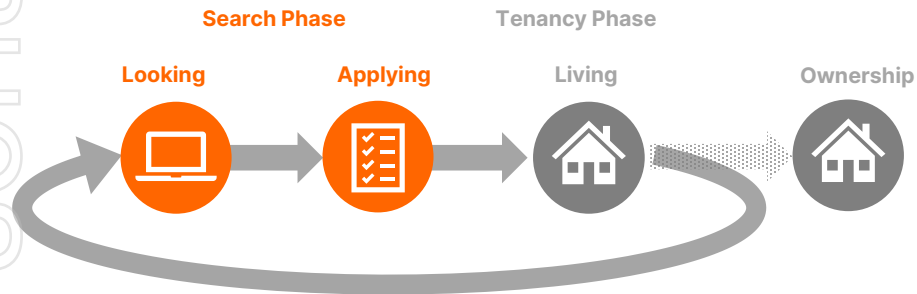 Search Phase
Tenancy Phase
Looking
Applying
Living
Ownership